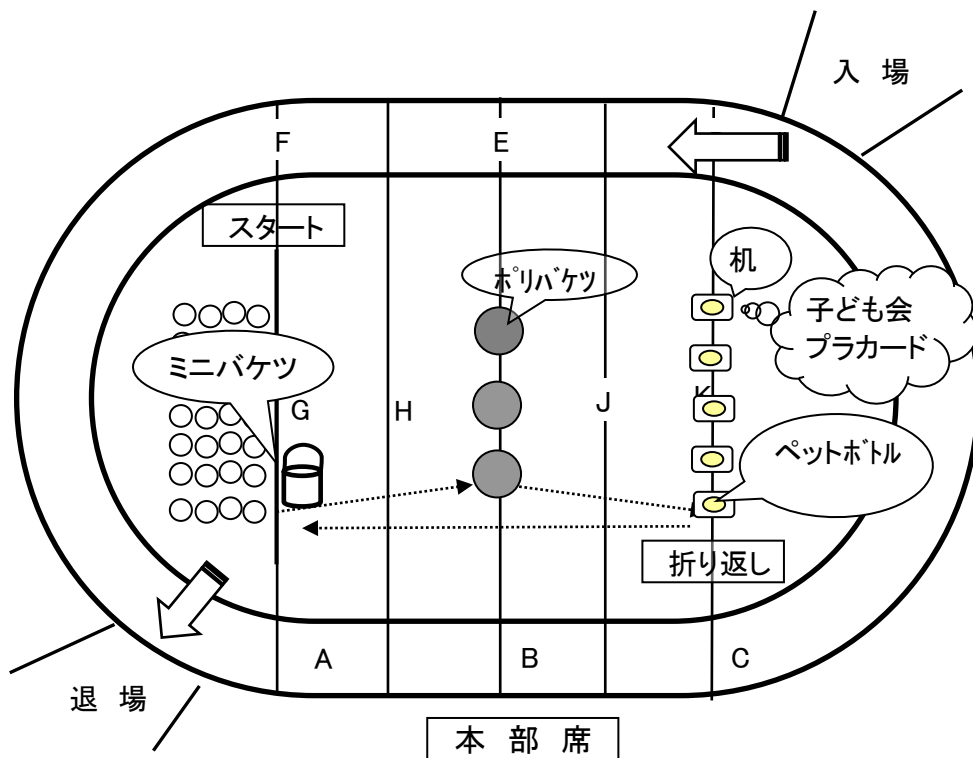 入 場
F
E
スタート
机
ポリバケツ
子ども会
プラカード
ミニバケツ
G
H
J
K
ペットボトル
折り返し
A
B
C
退 場
本 部 席